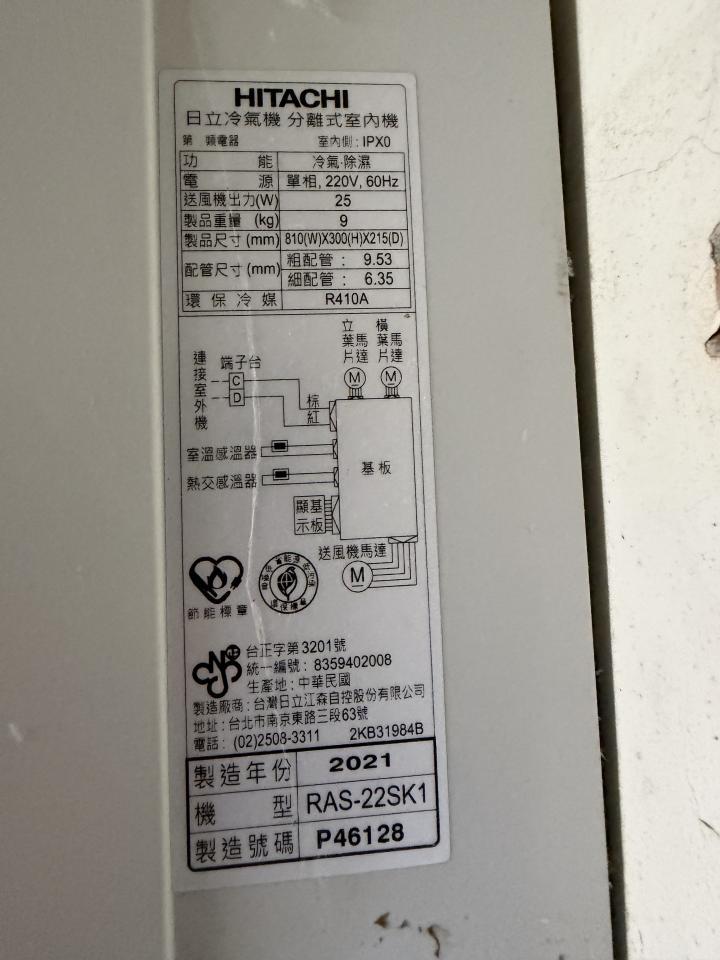 HITACHI
日立冷氣機 分離式室內機
第 類電器 室內側：IPX0
功能 冷氣·除濕
電源 單相, 220V, 60Hz
送風機出力(W) 25
製品重量 (kg) 9
製品尺寸 (mm) 810(W)X300(H)X215(D)
配管尺寸 (mm) 粗配管： 9.53
細配管： 6.35
環保冷媒 R410A
立葉馬片達
橫葉馬片達
M M
連接室外機
端子台
C
D
棕
紅
室溫感溫器
熱交感溫器
基板
顯基
示板
送風機馬達
M
節能標章
環保標章
台正字第3201號
統一編號：8359402008
生產地：中華民國
製造廠商：台灣日立江森自控股份有限公司
地址：台北市南京東路三段63號
電話：(02)2508-3311 2KB31984B
製造年份 2021
機型 RAS-22SK1
製造號碼 P46128